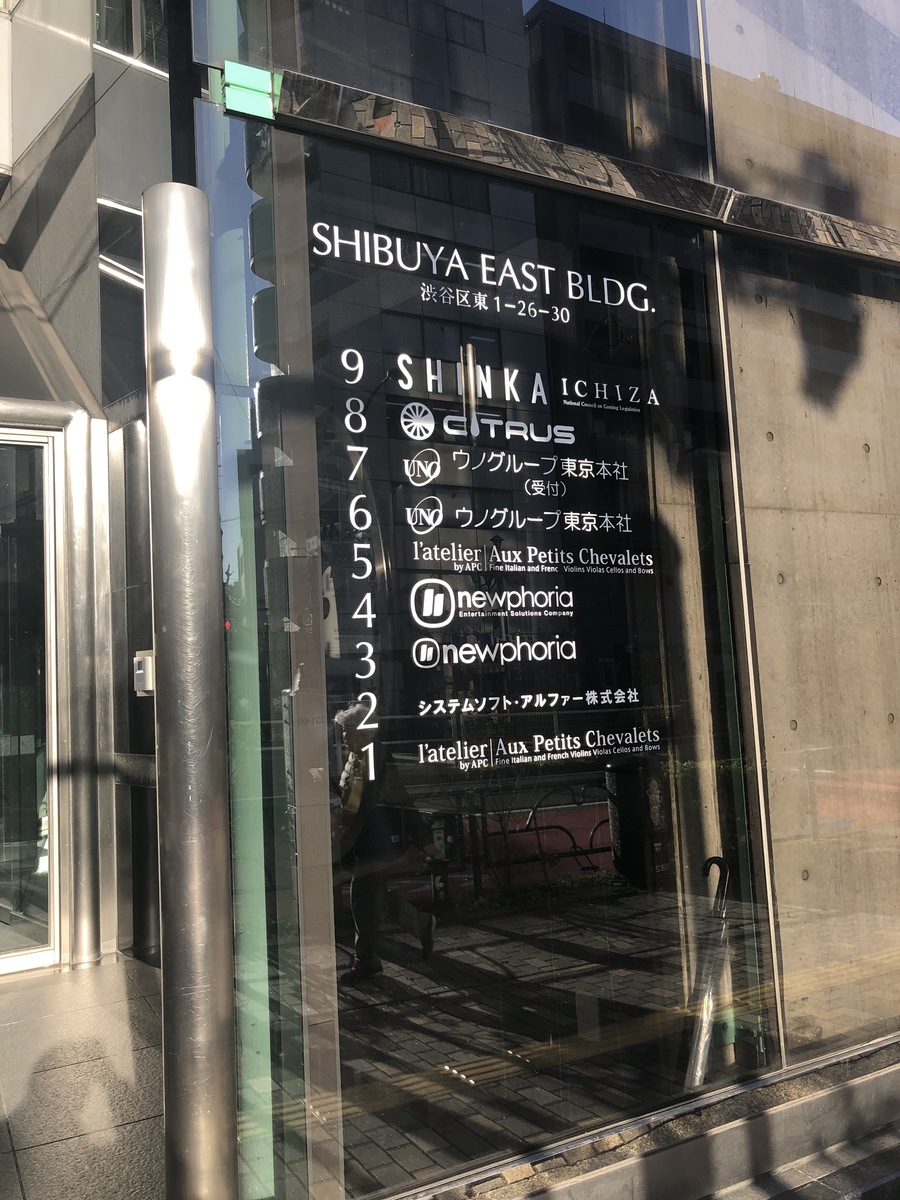 SHIBUYA EAST BLDG.
渋谷区東1-26-30
9 SHINKA ICHIZA
National Council on Gaming Legislation
8 CITRUS
7 UNO ウノグループ東京本社
(受付)
6 UNO ウノグループ東京本社
5 l'atelier Aux Petits Chevalets
by APC Fine Italian and Frenc Violins Violas Cellos and Bows
4 newphoria
Entertainment Solutions Company
3 newphoria
2 システムソフト・アルファー株式会社
1 l'atelier Aux Petits Chevalets
by APC Fine Italian and French Violins Violas Cellos and Bows